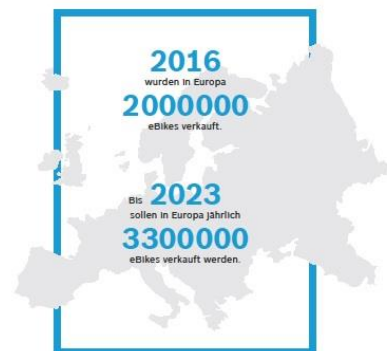 2016
wurden in Europa
2000000
eBikes verkauft.
Bis 2023
sollen in Europa jährlich
3300000
eBikes verkauft werden.